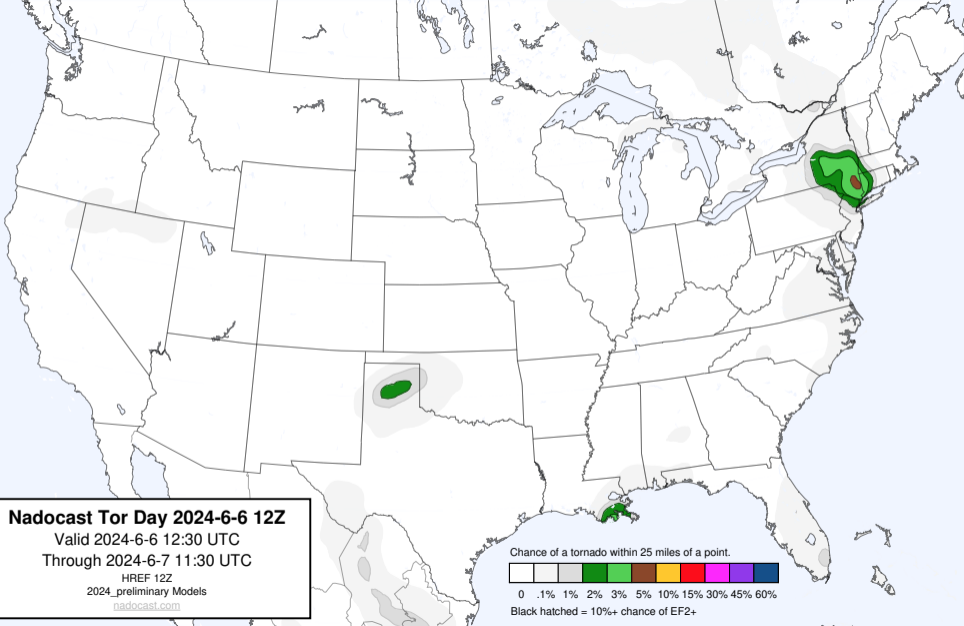 Nadocast Tor Day 2024-6-6 12Z
Valid 2024-6-6 12:30 UTC
Through 2024-6-7 11:30 UTC
HREF 12Z
2024_preliminary Models
nadocast.com
Chance of a tornado within 25 miles of a point.
0 .1% 1% 2% 3% 5% 10% 15% 30% 45% 60%
Black hatched = 10%+ chance of EF2+